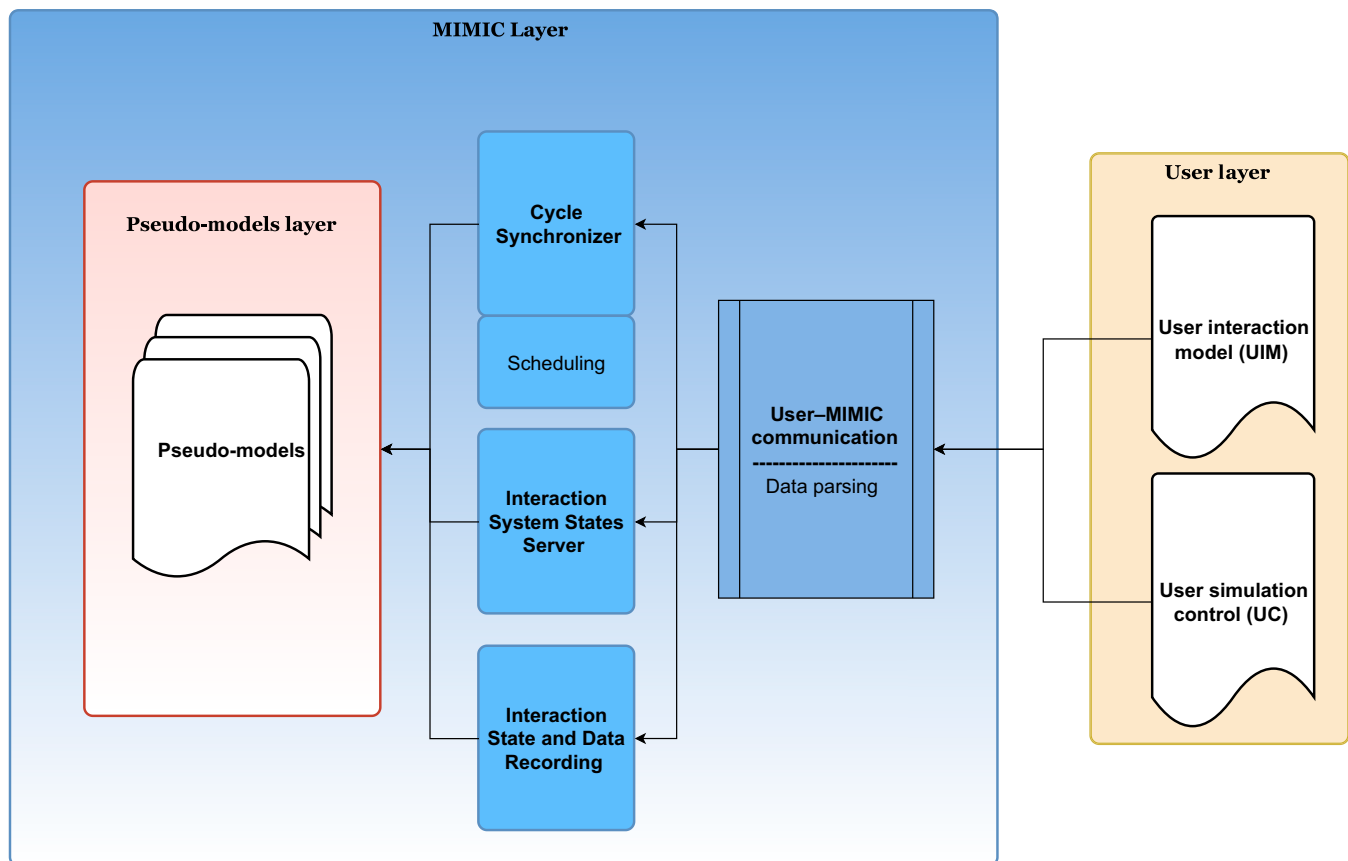 MIMIC Layer
Pseudo-models layer
Pseudo-models
Cycle
Synchronizer
Scheduling
Interaction
System States
Server
Interaction
State and Data
Recording
User–MIMIC
communication
----------------------
Data parsing
User layer
User interaction
model (UIM)
User simulation
control (UC)